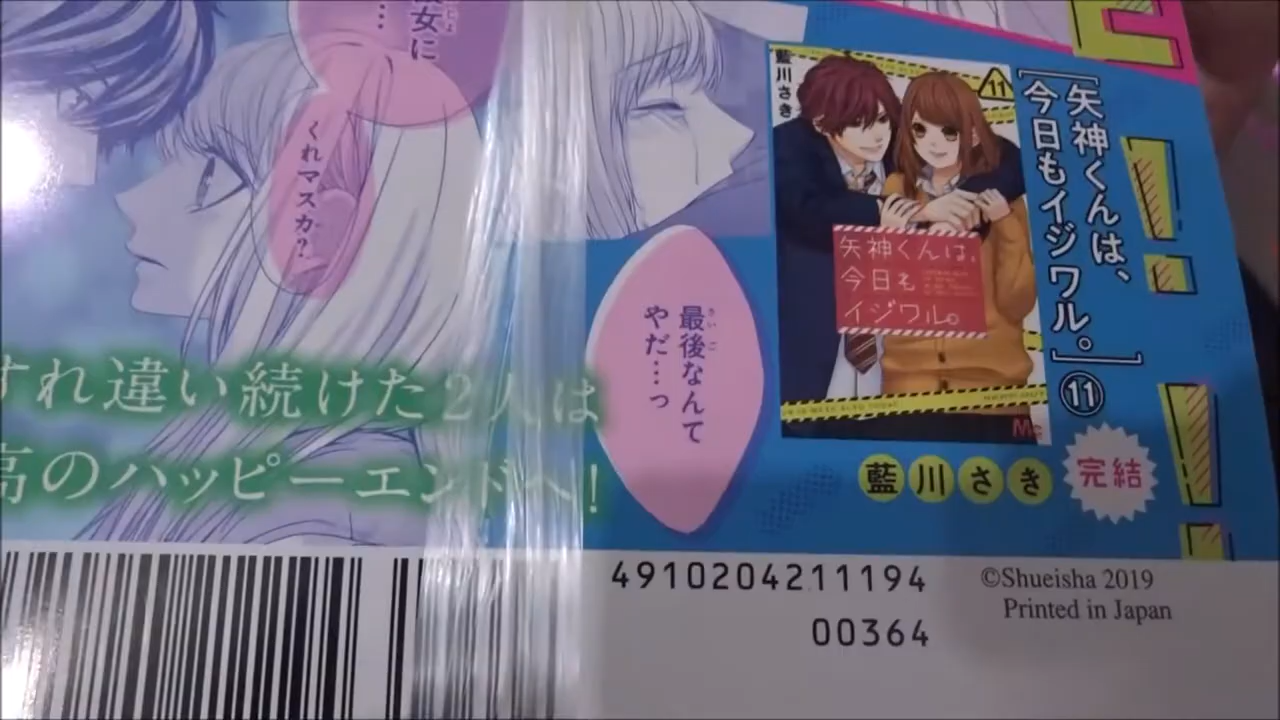 女に
……
くれマスカ?
すれ違い続けた2人は
高のハッピーエンドへ!
最後なんて
やだ…っ
さいご
藍川さき
11
矢神くんは、
今日も
イジワル。
『矢神くんは、
今日もイジワル。』⑪
藍川さき
完結
!!
4910204211194
00364
©Shueisha 2019
Printed in Japan